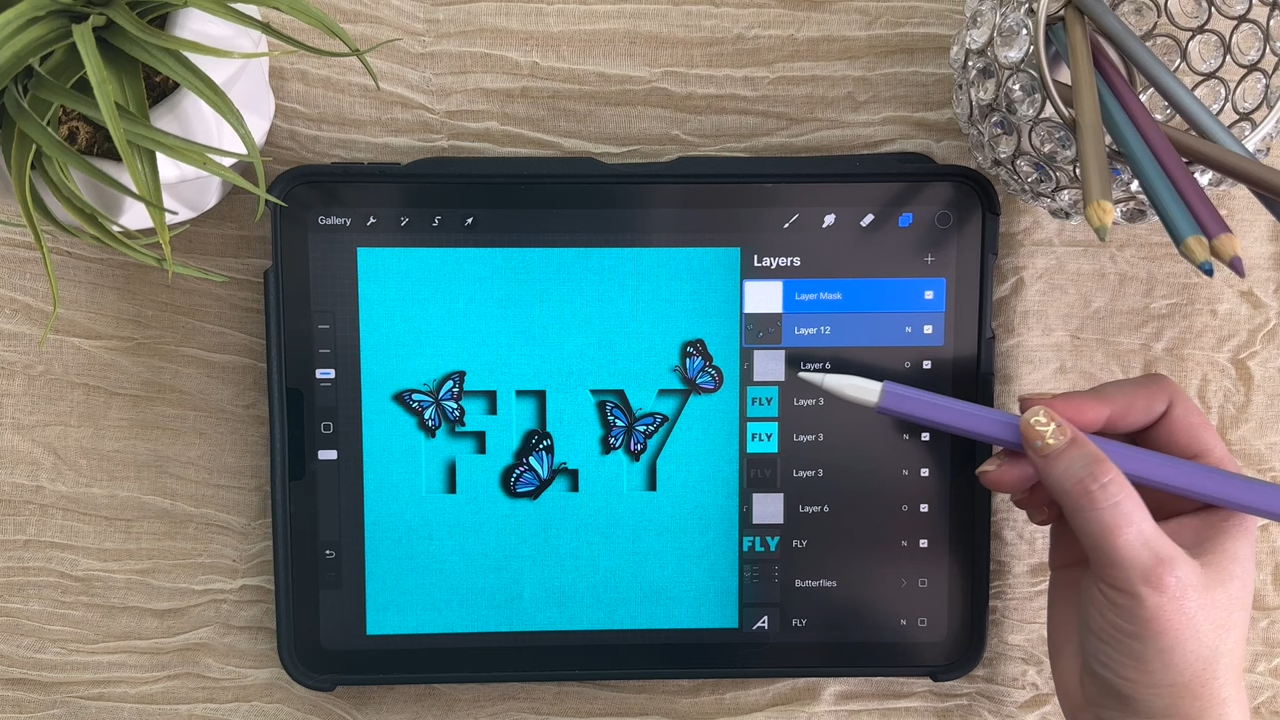 Gallery
Layers
Layer Mask
Layer 12 N
Layer 6 O
FLY Layer 3
FLY Layer 3 N
FLY Layer 3 N
Layer 6 O
FLY FLY N
Butterflies
A FLY N
FLY